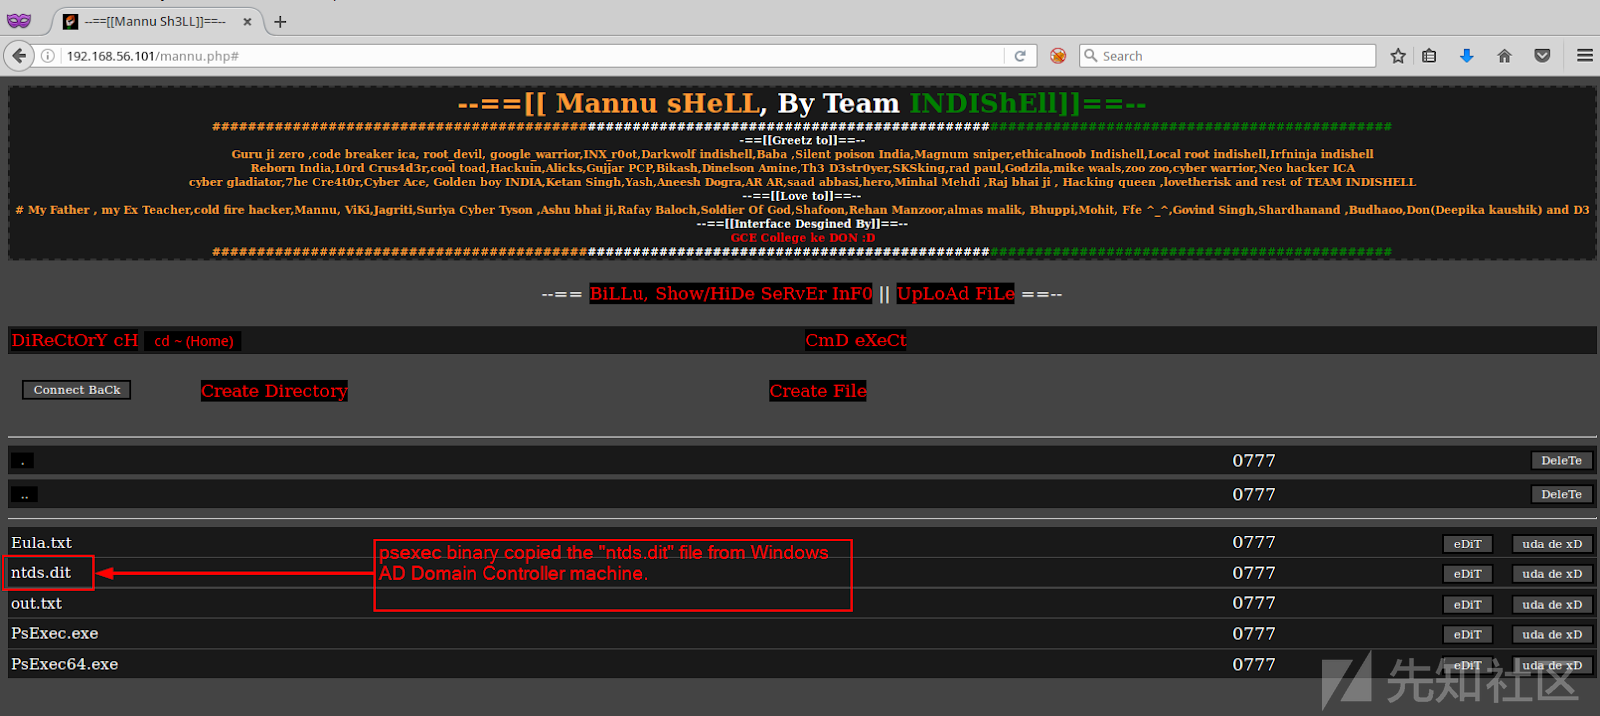 --==[[Mannu Sh3LL]]==--
192.168.56.101/mannu.php#
Search
--==[[ Mannu sHeLL, By Team INDIShEll]]==--
##########################################################################################################################################
-==[[Greetz to]]==--
Guru ji zero ,code breaker ica, root_devil, google_warrior,INX_r0ot,Darkwolf indishell,Baba ,Silent poison India,Magnum sniper,ethicalnoob Indishell,Local root indishell,Irfninja indishell
Reborn India,L0rd Crus4d3r,cool toad,Hackuin,Alicks,Gujjar PCP,Bikash,Dinelson Amine,Th3 D3str0yer,SKSking,rad paul,Godzila,mike waals,zoo zoo,cyber warrior,Neo hacker ICA
cyber gladiator,7he Cre4t0r,Cyber Ace, Golden boy INDIA,Ketan Singh,Yash,Aneesh Dogra,AR AR,saad abbasi,hero,Minhal Mehdi ,Raj bhai ji , Hacking queen ,lovetherisk and rest of TEAM INDISHELL
--==[[Love to]]==--
# My Father , my Ex Teacher,cold fire hacker,Mannu, ViKi,Jagriti,Suriya Cyber Tyson ,Ashu bhai ji,Rafay Baloch,Soldier Of God,Shafoon,Rehan Manzoor,almas malik, Bhuppi,Mohit, Ffe ^_^,Govind Singh,Shardhanand ,Budhaoo,Don(Deepika kaushik) and D3
--==[[Interface Desgined By]]==--
GCE College ke DON :D
##########################################################################################################################################
--== BiLLu, Show/HiDe SeRvEr InF0 || UpLoAd FiLe ==--
DiReCtOrY cH cd ~ (Home) CmD eXeCt
Connect BaCk Create Directory Create File
. 0777 DeleTe
.. 0777 DeleTe
Eula.txt 0777 eDiT uda de xD
psexec binary copied the "ntds.dit" file from Windows
AD Domain Controller machine.
ntds.dit 0777 eDiT uda de xD
out.txt 0777 eDiT uda de xD
PsExec.exe 0777 eDiT uda de xD
PsExec64.exe 0777 eDiT uda de xD
先知社区